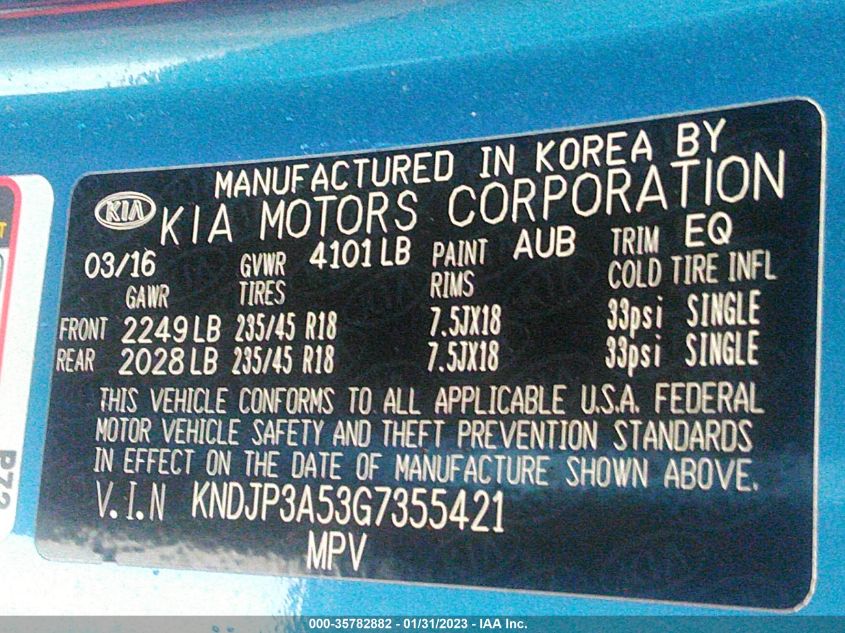 MANUFACTURED IN KOREA BY
KIA KIA MOTORS CORPORATION
03/16 GVWR 4101 LB PAINT AUB TRIM EQ
GAWR TIRES RIMS COLD TIRE INFL
FRONT 2249 LB 235/45 R18 7.5JX18 33psi SINGLE
REAR 2028 LB 235/45 R18 7.5JX18 33psi SINGLE
THIS VEHICLE CONFORMS TO ALL APPLICABLE U.S.A. FEDERAL
MOTOR VEHICLE SAFETY AND THEFT PREVENTION STANDARDS
IN EFFECT ON THE DATE OF MANUFACTURE SHOWN ABOVE.
V.I.N KNDJP3A53G7355421
MPV
000-35782882 - 01/31/2023 - IAA Inc.